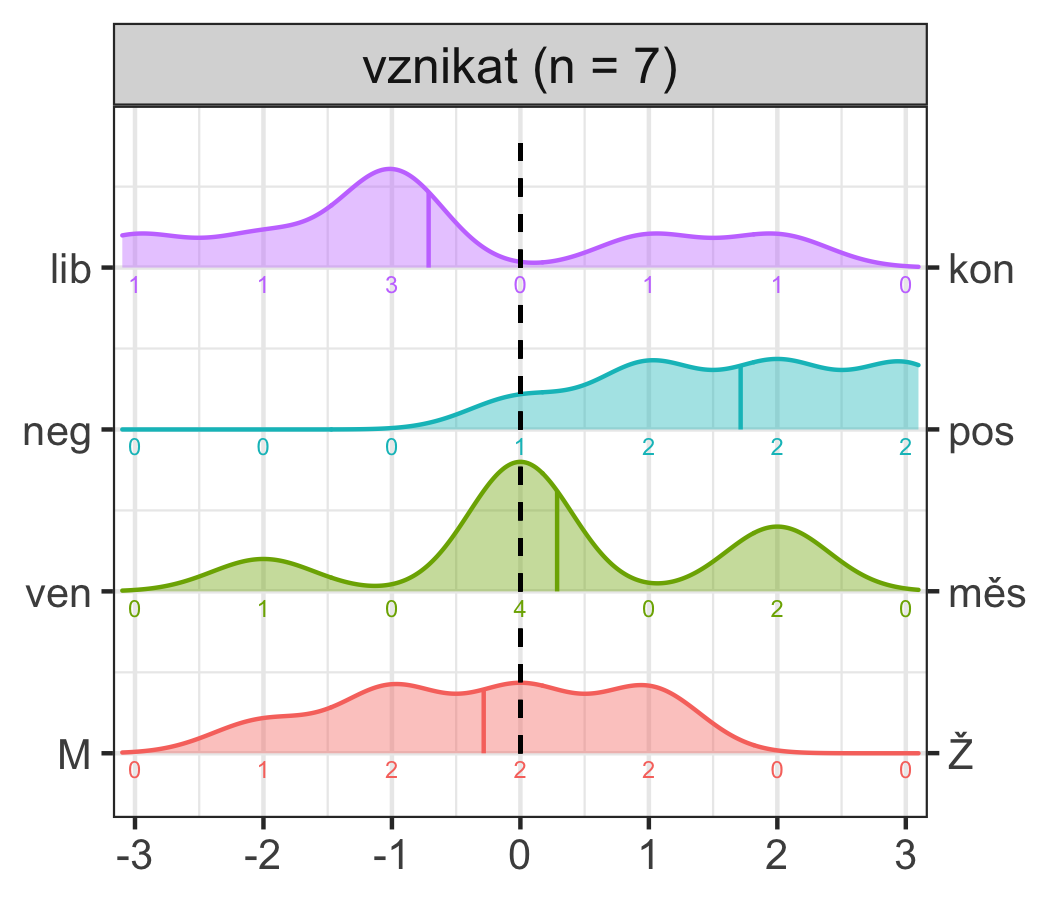 vznikat (n = 7)
lib kon
1 1 3 0 1 1 0
neg pos
0 0 0 1 2 2 2
ven měs
0 1 0 4 0 2 0
M Ž
0 1 2 2 2 0 0
-3 -2 -1 0 1 2 3